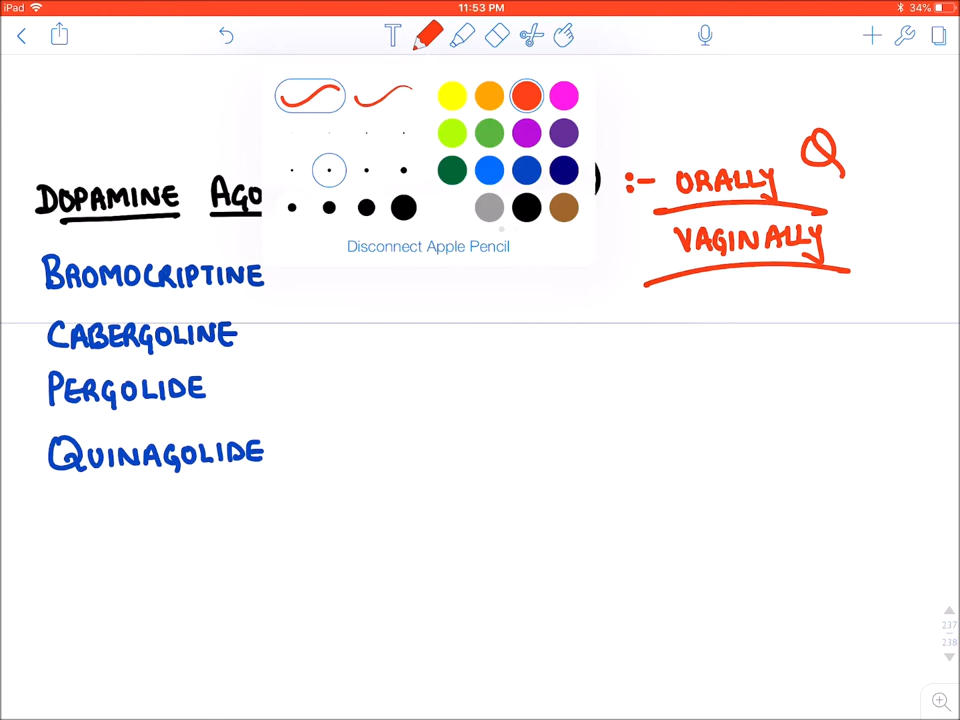 iPad 11:53 PM 34%
T
Disconnect Apple Pencil
DOPAMINE AGO :- ORALLY Q
VAGINALLY
BROMOCRIPTINE
CABERGOLINE
PERGOLIDE
QUINAGOLIDE
237
238